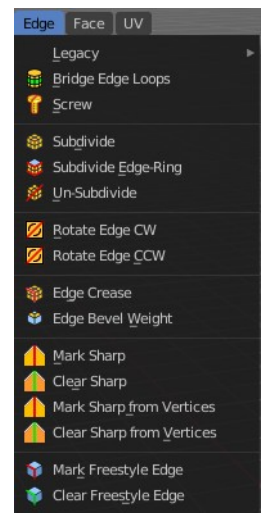 Edge Face UV
Legacy
Bridge Edge Loops
Screw
Subdivide
Subdivide Edge-Ring
Un-Subdivide
Rotate Edge CW
Rotate Edge CCW
Edge Crease
Edge Bevel Weight
Mark Sharp
Clear Sharp
Mark Sharp from Vertices
Clear Sharp from Vertices
Mark Freestyle Edge
Clear Freestyle Edge